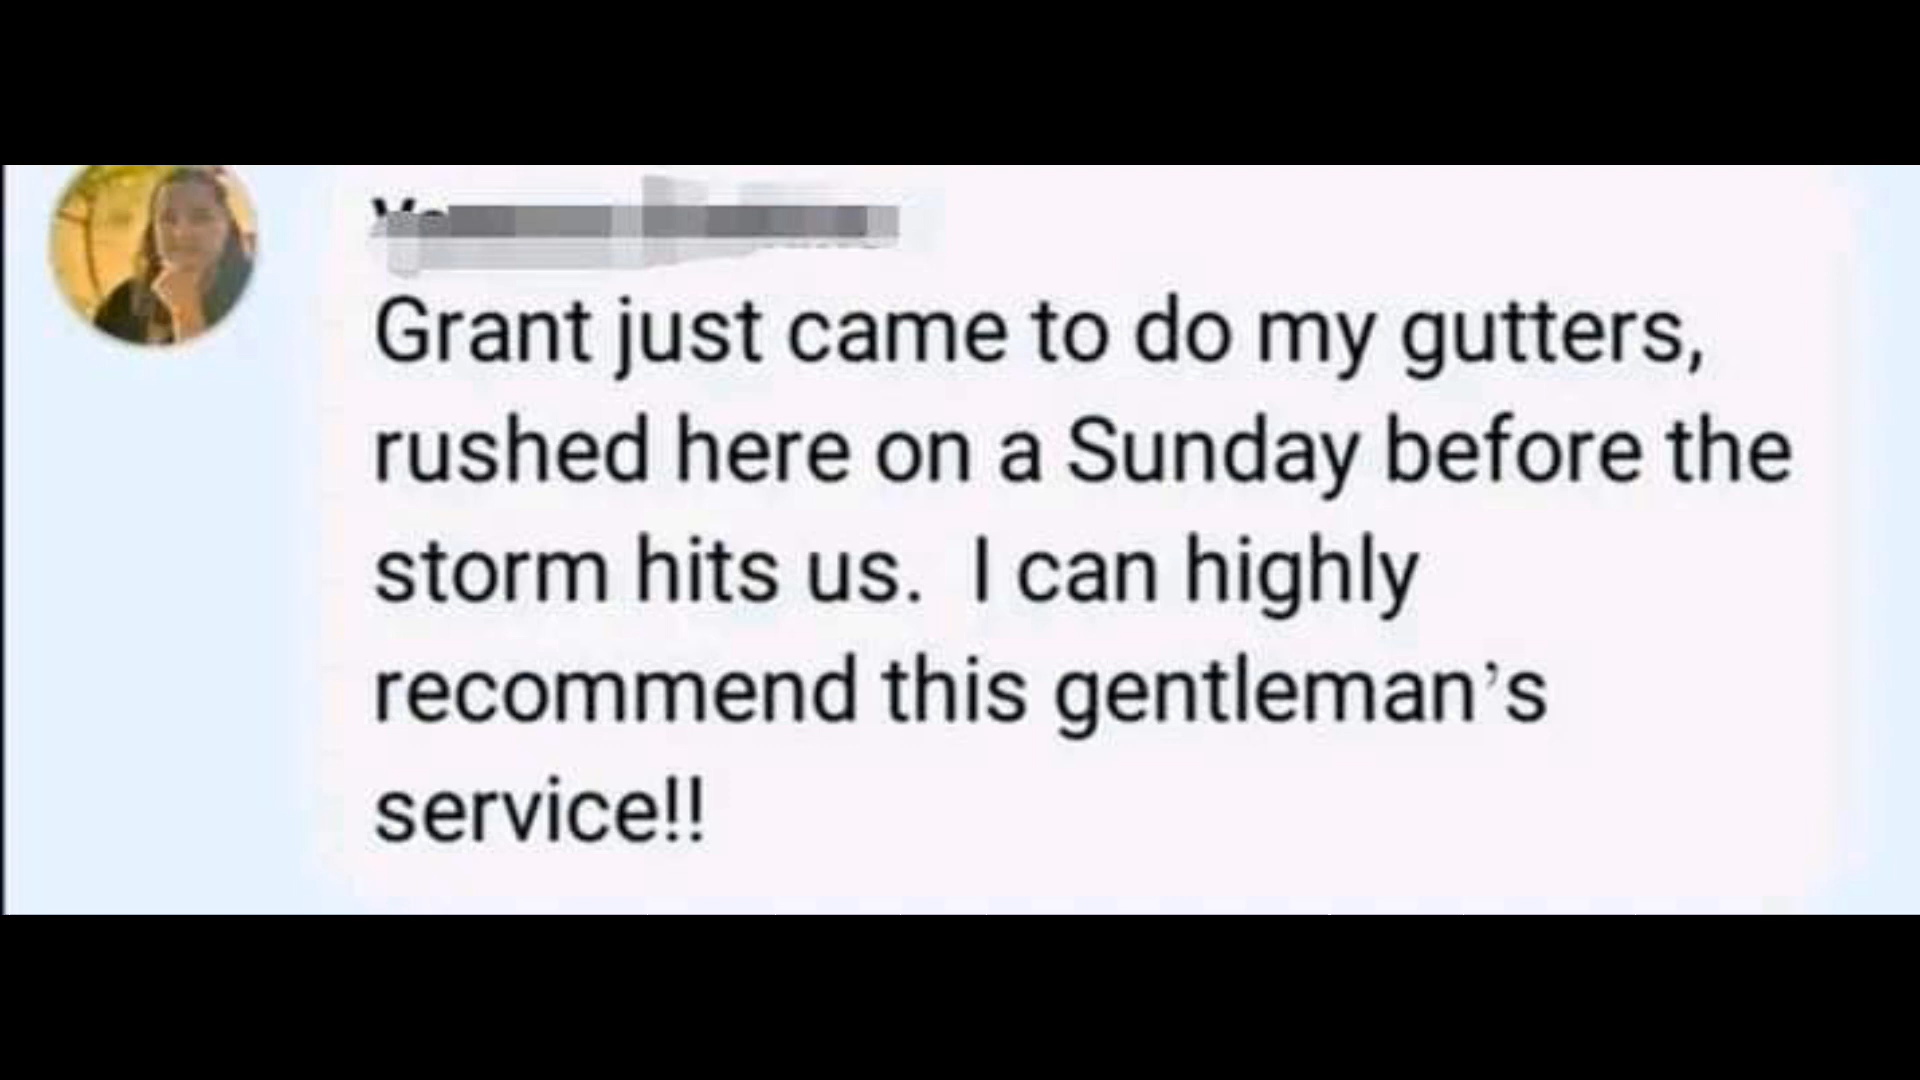 Grant just came to do my gutters,
rushed here on a Sunday before the
storm hits us.  I can highly
recommend this gentleman's
service!!